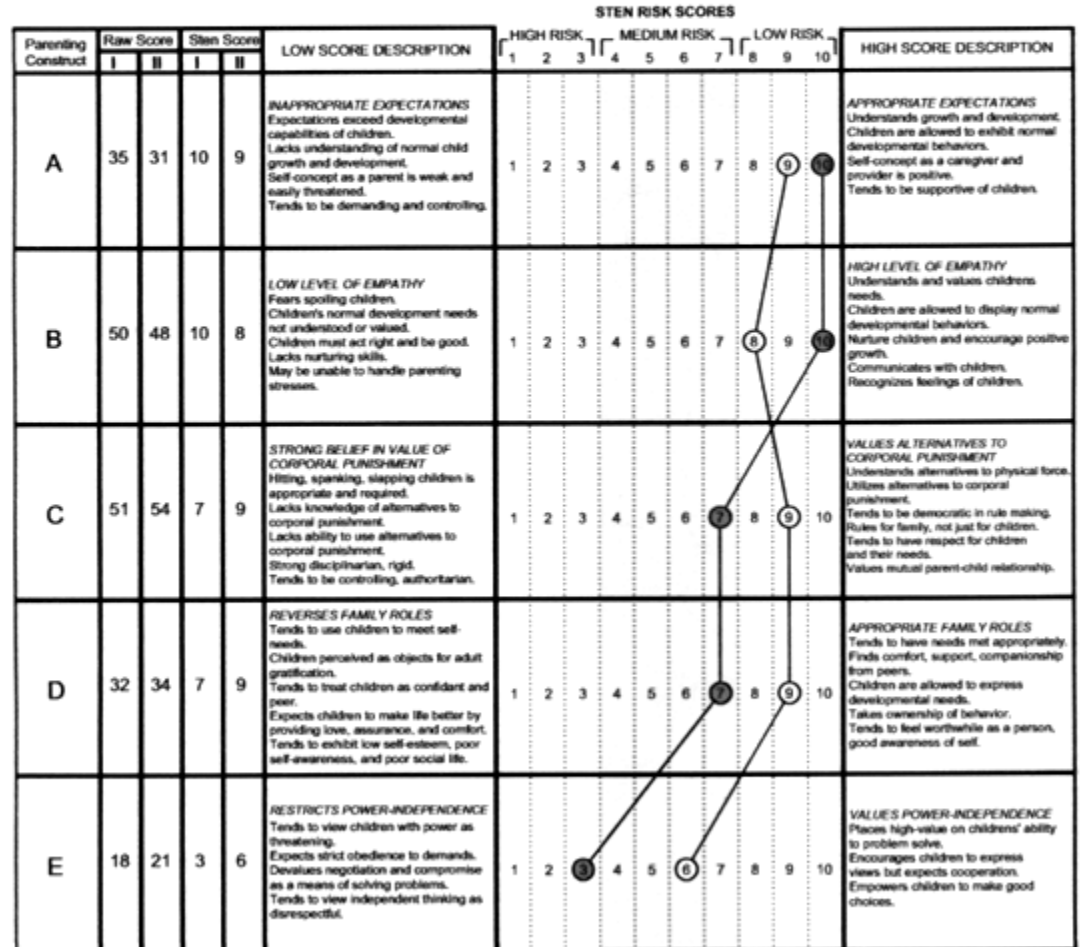 STEN RISK SCORES
Parenting Construct
Raw Score
Sten Score
I II I II
LOW SCORE DESCRIPTION
HIGH RISK MEDIUM RISK LOW RISK
1 2 3 4 5 6 7 8 9 10
HIGH SCORE DESCRIPTION
A
35 31 10 9
INAPPROPRIATE EXPECTATIONS
Expectations exceed developmental
capabilities of children.
Lacks understanding of normal child
growth and development.
Self-concept as a parent is weak and
easily threatened.
Tends to be demanding and controlling.
1 2 3 4 5 6 7 8 9 10
APPROPRIATE EXPECTATIONS
Understands growth and development.
Children are allowed to exhibit normal
developmental behaviors.
Self-concept as a caregiver and
provider is positive.
Tends to be supportive of children.
B
50 48 10 8
LOW LEVEL OF EMPATHY
Fears spoiling children.
Children's normal development needs
not understood or valued.
Children must act right and be good.
Lacks nurturing skills.
May be unable to handle parenting
stresses.
1 2 3 4 5 6 7 8 9 10
HIGH LEVEL OF EMPATHY
Understands and values childrens
needs.
Children are allowed to display normal
developmental behaviors.
Nurture children and encourage positive
growth.
Communicates with children.
Recognizes feelings of children.
C
51 54 7 9
STRONG BELIEF IN VALUE OF
CORPORAL PUNISHMENT
Hitting, spanking, slapping children is
appropriate and required.
Lacks knowledge of alternatives to
corporal punishment.
Lacks ability to use alternatives to
corporal punishment.
Strong disciplinarian, rigid.
Tends to be controlling, authoritarian.
1 2 3 4 5 6 7 8 9 10
VALUES ALTERNATIVES TO
CORPORAL PUNISHMENT
Understands alternatives to physical force.
Utilizes alternatives to corporal
punishment.
Tends to be democratic in rule making.
Rules for family, not just for children.
Tends to have respect for children
and their needs.
Values mutual parent-child relationship.
D
32 34 7 9
REVERSES FAMILY ROLES
Tends to use children to meet self-
needs.
Children perceived as objects for adult
gratification.
Tends to treat children as confidant and
peer.
Expects children to make life better by
providing love, assurance, and comfort.
Tends to exhibit low self-esteem, poor
self-awareness, and poor social life.
1 2 3 4 5 6 7 8 9 10
APPROPRIATE FAMILY ROLES
Tends to have needs met appropriately.
Finds comfort, support, companionship
from peers.
Children are allowed to express
developmental needs.
Takes ownership of behavior.
Tends to feel worthwhile as a person,
good awareness of self.
E
18 21 3 6
RESTRICTS POWER-INDEPENDENCE
Tends to view children with power as
threatening.
Expects strict obedience to demands.
Devalues negotiation and compromise
as a means of solving problems.
Tends to view independent thinking as
disrespectful.
1 2 3 4 5 6 7 8 9 10
VALUES POWER-INDEPENDENCE
Places high-value on childrens' ability
to problem solve.
Encourages children to express
views but expects cooperation.
Empowers children to make good
choices.